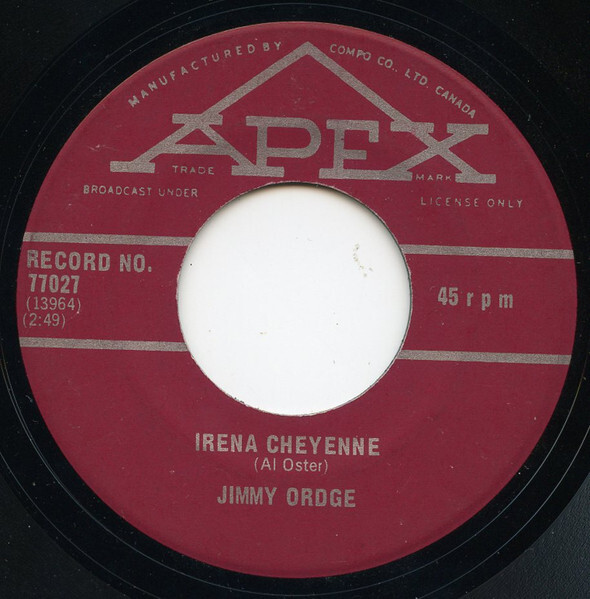 MANUFACTURED BY COMPO CO., LTD. CANADA
APEX
TRADE MARK
BROADCAST UNDER LICENSE ONLY
RECORD NO.
77027
(13964)
(2:49)
45 rpm
IRENA CHEYENNE
(Al Oster)
JIMMY ORDGE